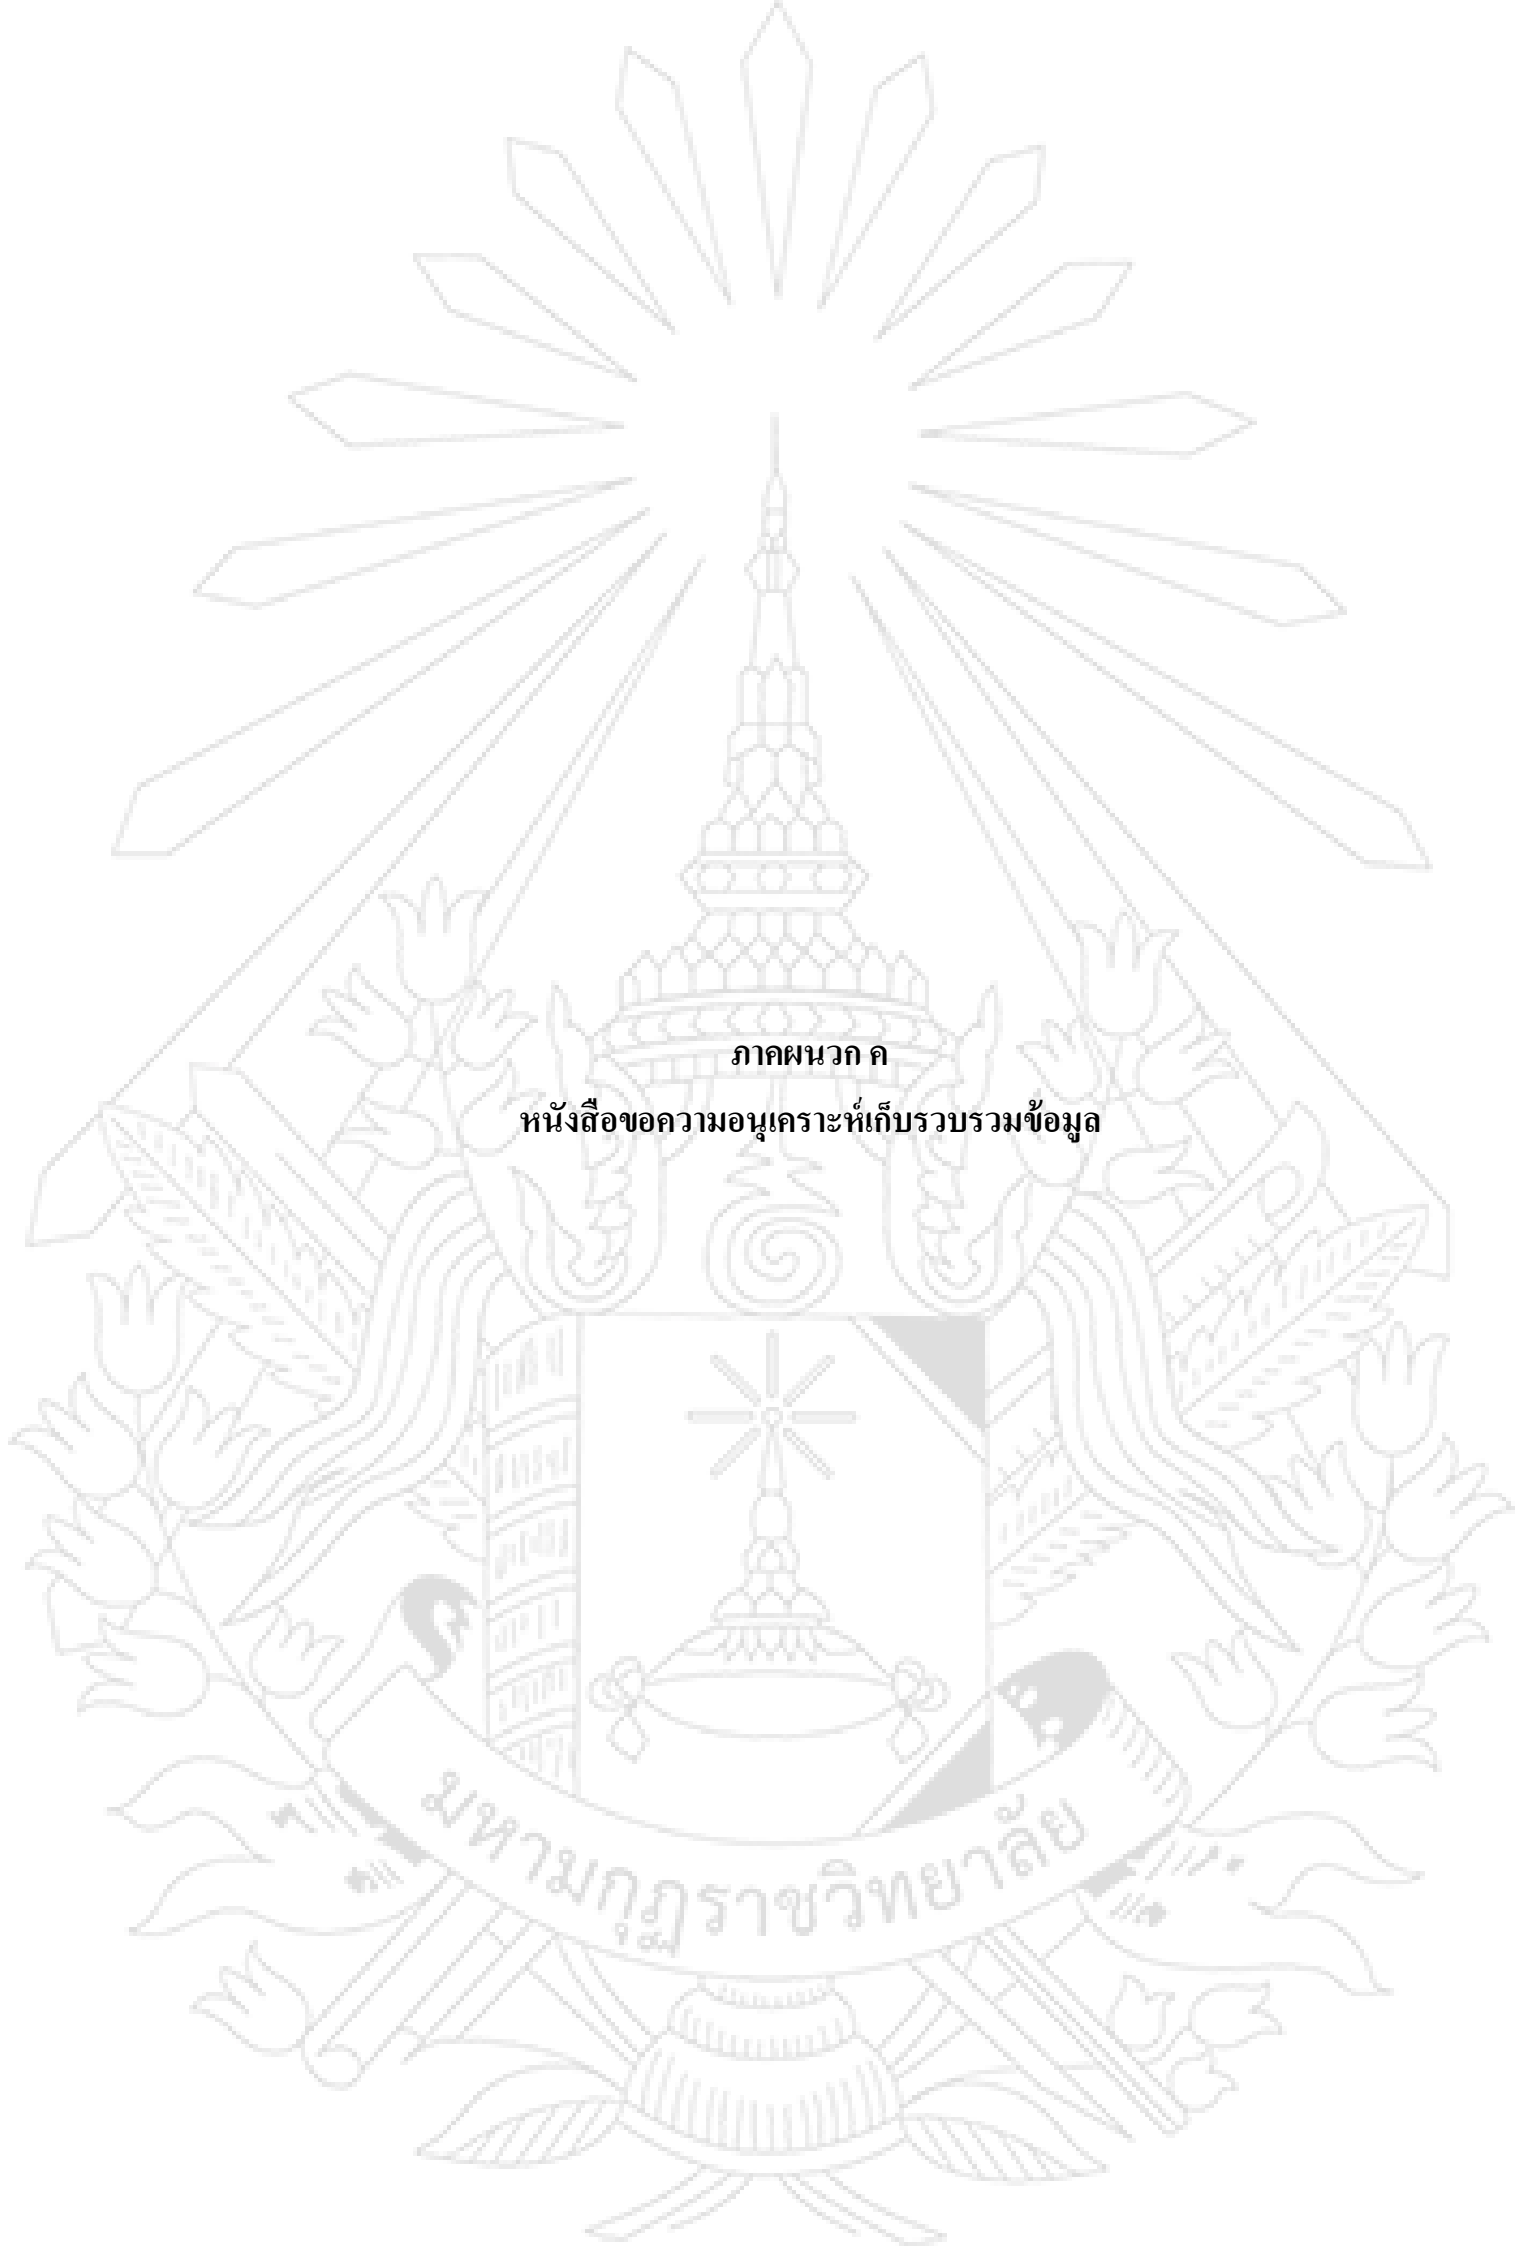 ภาคผนวก ค
หนังสือขอความอนุเคราะห์เก็บรวบรวมข้อมูล
มหามกุฏราชวิทยาลัย